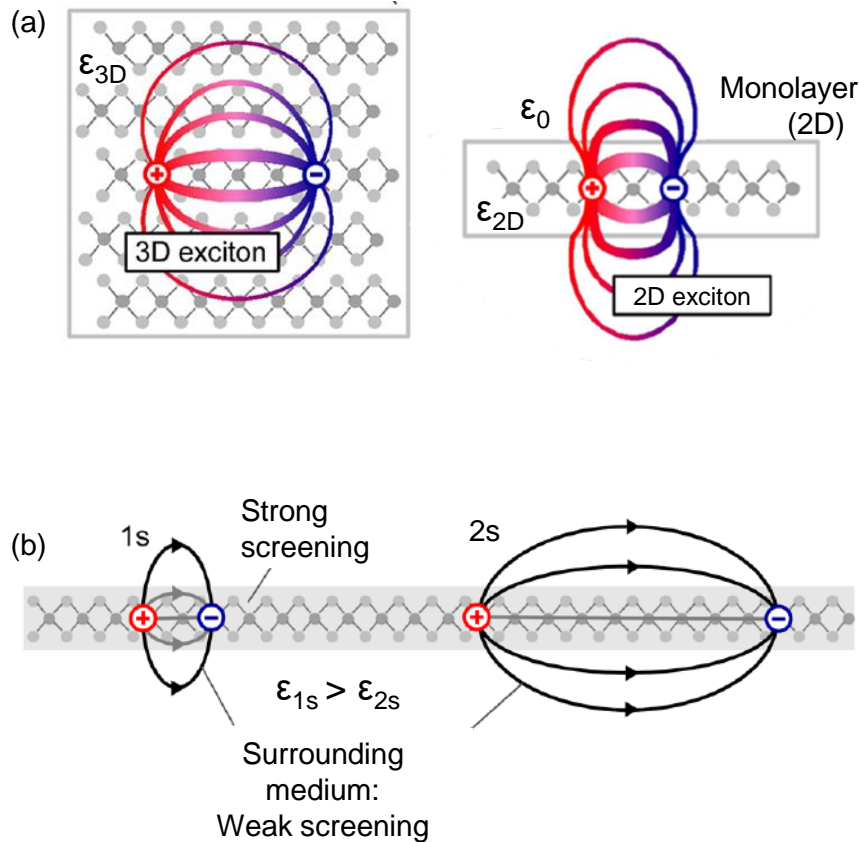 (a)
ε3D
3D exciton
ε0
Monolayer
(2D)
ε2D
2D exciton
(b)
1s
Strong
screening
2s
ε1s > ε2s
Surrounding
medium:
Weak screening